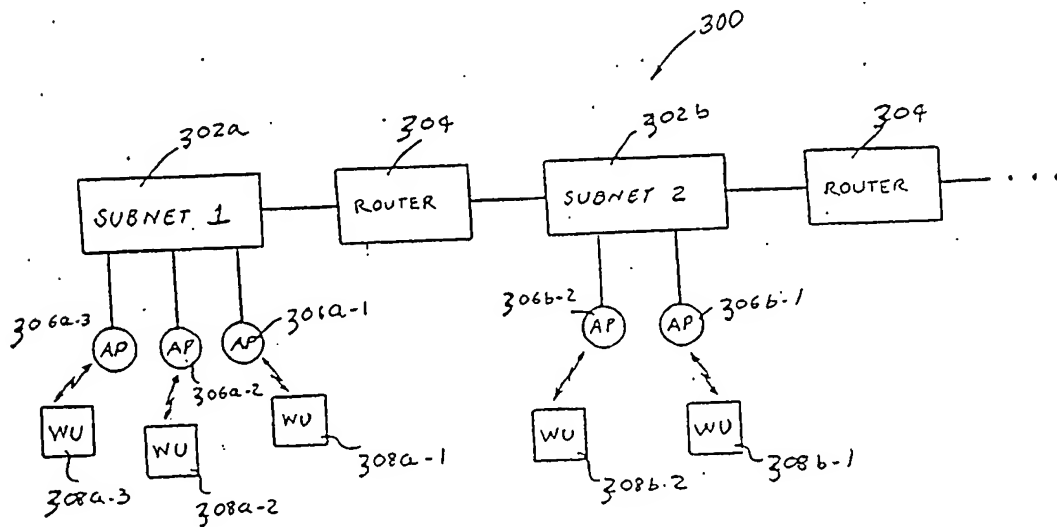 300
302a
304
302b
304
SUBNET 1
ROUTER
SUBNET 2
ROUTER
306a-3
306a-1
306b-2
306b-1
AP
AP
AP
AP
AP
306a-2
WU
WU
WU
WU
WU
308a-3
308a-2
308a-1
308b-2
308b-1